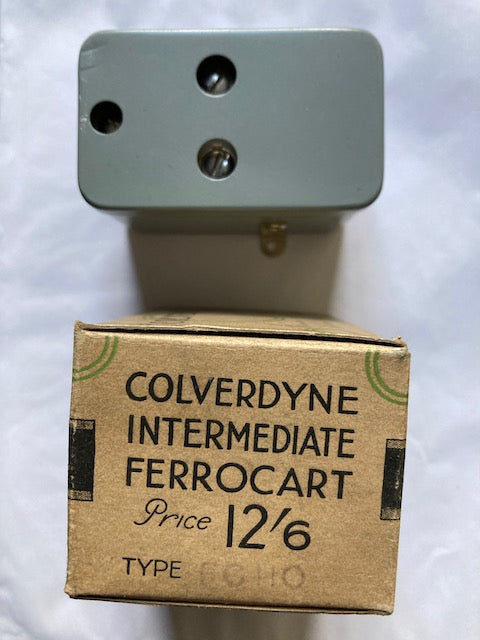 COLVERDYNE
INTERMEDIATE
FERROCART
Price 12/6
TYPE